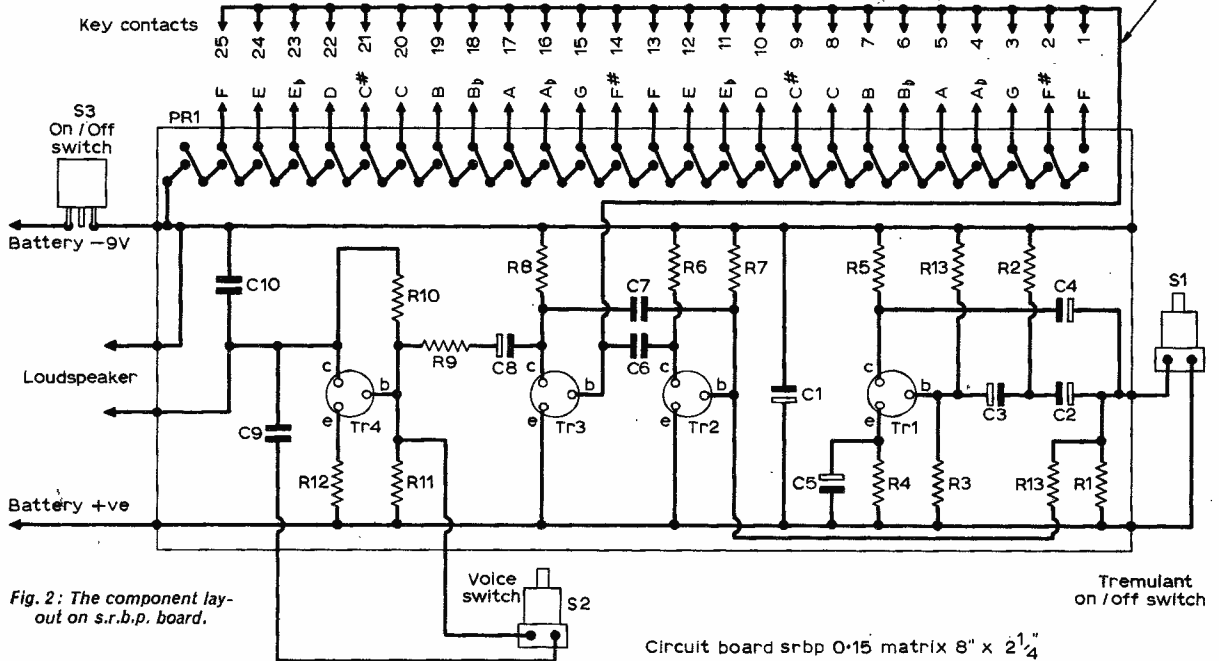 Key contacts
25 24 23 22 21 20 19 18 17 16 15 14 13 12 11 10 9 8 7 6 5 4 3 2 1
F E E♭ D C# C B B♭ A A♭ G F# F E E♭ D C# C B B♭ A A♭ G F# F
S3
On / Off
switch
PR1
Battery -9V
C10
R10
R8
C7
R6
R7
R5
R13
R2
C4
S1
R9
C8
C6
C1
C3
C2
Loudspeaker
c
b
e
Tr4
c
b
e
Tr3
c
b
e
Tr2
c
b
e
Tr1
C9
R12
R11
C5
R4
R3
R13
R1
Battery +ve
Voice
switch
S2
Tremulant
on / off switch
Fig. 2: The component lay-
out on s.r.b.p. board.
Circuit board srbp 0·15 matrix 8" x 2 1/4"